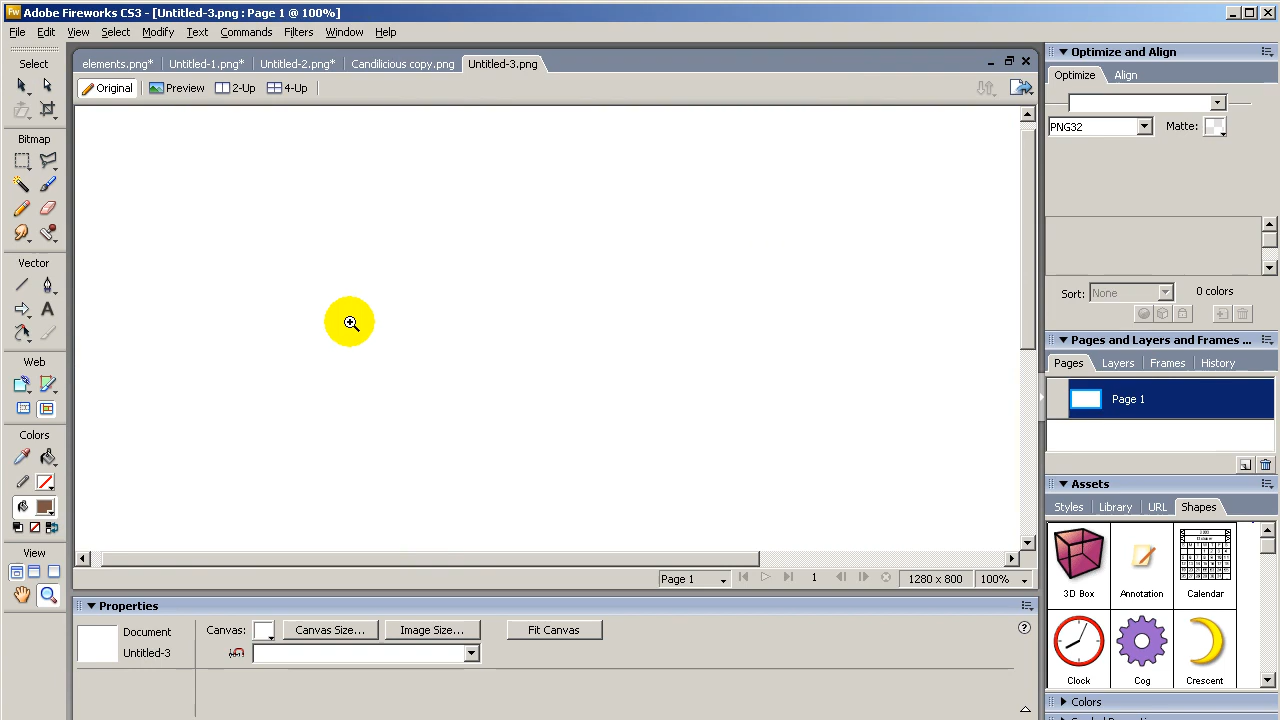 Fw Adobe Fireworks CS3 - [Untitled-3.png : Page 1 @ 100%]
File Edit View Select Modify Text Commands Filters Window Help
Select
Bitmap
Vector
Web
Colors
View
elements.png* Untitled-1.png* Untitled-2.png* Candilicious copy.png Untitled-3.png
Original Preview 2-Up 4-Up
Page 1 1 1280 x 800 100%
Properties
Document
Untitled-3
Canvas: Canvas Size... Image Size... Fit Canvas
Optimize and Align
Optimize Align
PNG32 Matte:
Sort: None 0 colors
Pages and Layers and Frames ...
Pages Layers Frames History
Page 1
Assets
Styles Library URL Shapes
3D Box Annotation Calendar
Clock Cog Crescent
Colors